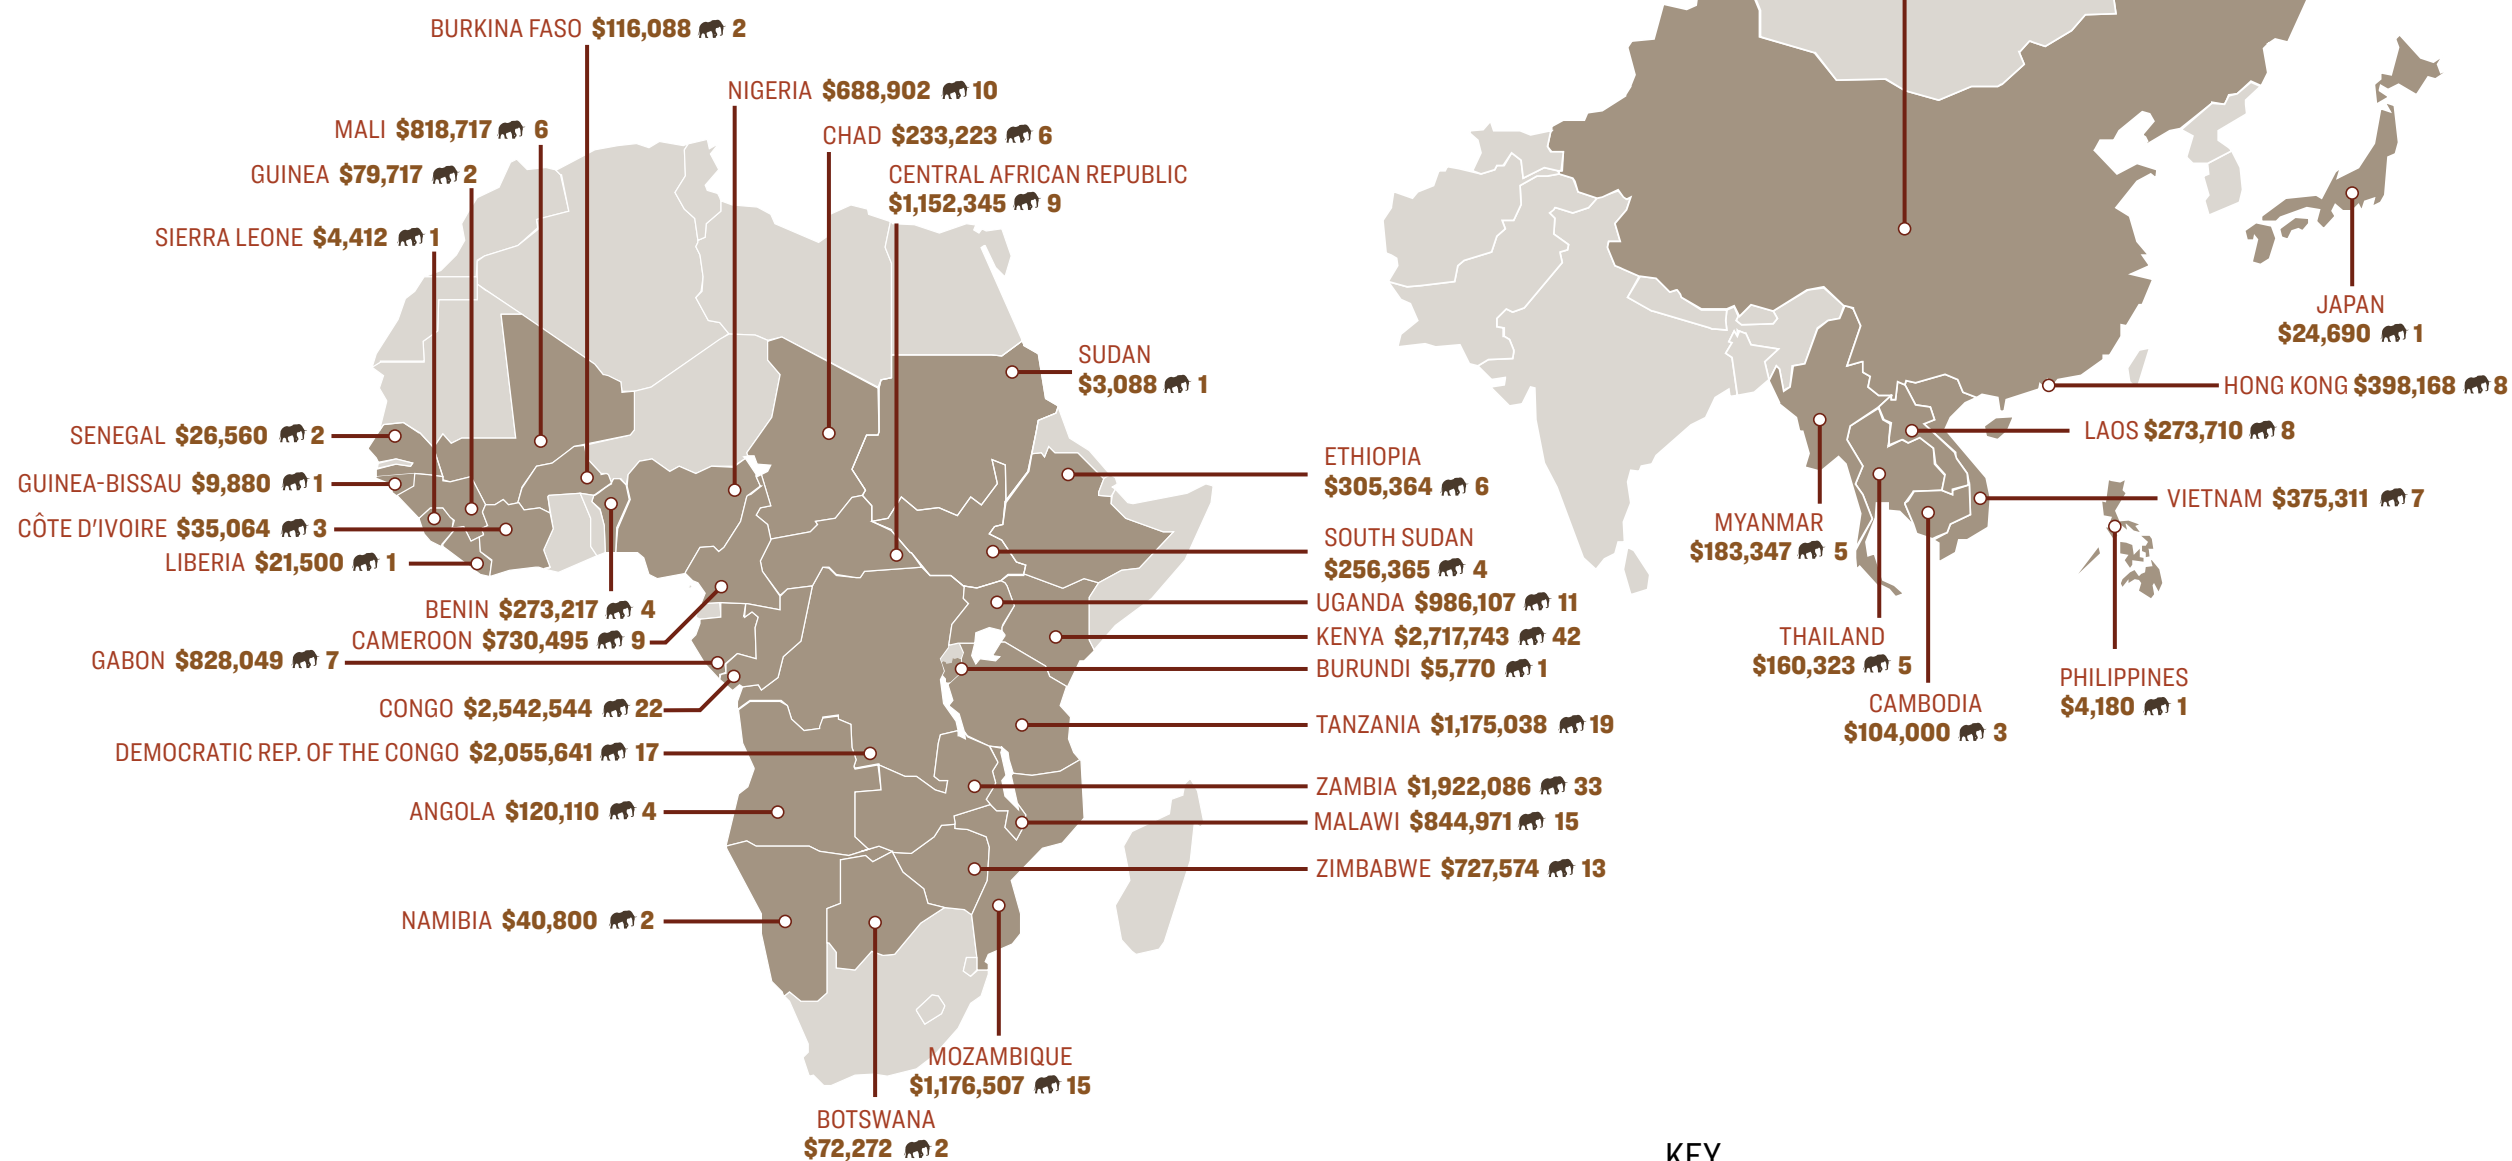 BURKINA FASO $116,088 2
NIGERIA $688,902 10
MALI $818,717 6
CHAD $233,223 6
GUINEA $79,717 2
CENTRAL AFRICAN REPUBLIC
$1,152,345 9
SIERRA LEONE $4,412 1
JAPAN
$24,690 1
SUDAN
$3,088 1
HONG KONG $398,168 8
SENEGAL $26,560 2
LAOS $273,710 8
ETHIOPIA
$305,364 6
GUINEA-BISSAU $9,880 1
VIETNAM $375,311 7
CÔTE D'IVOIRE $35,064 3
MYANMAR
$183,347 5
SOUTH SUDAN
$256,365 4
LIBERIA $21,500 1
BENIN $273,217 4
UGANDA $986,107 11
CAMEROON $730,495 9
KENYA $2,717,743 42
THAILAND
$160,323 5
GABON $828,049 7
BURUNDI $5,770 1
PHILIPPINES
$4,180 1
CONGO $2,542,544 22
CAMBODIA
$104,000 3
TANZANIA $1,175,038 19
DEMOCRATIC REP. OF THE CONGO $2,055,641 17
ZAMBIA $1,922,086 33
ANGOLA $120,110 4
MALAWI $844,971 15
ZIMBABWE $727,574 13
NAMIBIA $40,800 2
MOZAMBIQUE
$1,176,507 15
BOTSWANA
$72,272 2
KEY